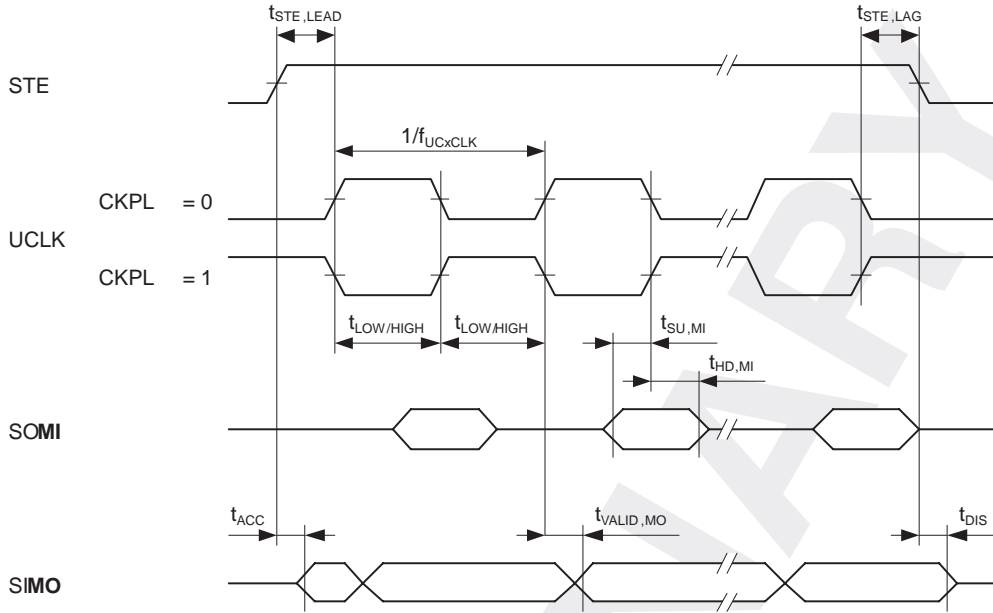 tSTE,LEAD
tSTE,LAG
STE
1/fUCxCLK
CKPL = 0
UCLK
CKPL = 1
tLOW/HIGH tLOW/HIGH
tSU,MI
tHD,MI
SOMI
tACC
tVALID,MO
tDIS
SIMO
NARY